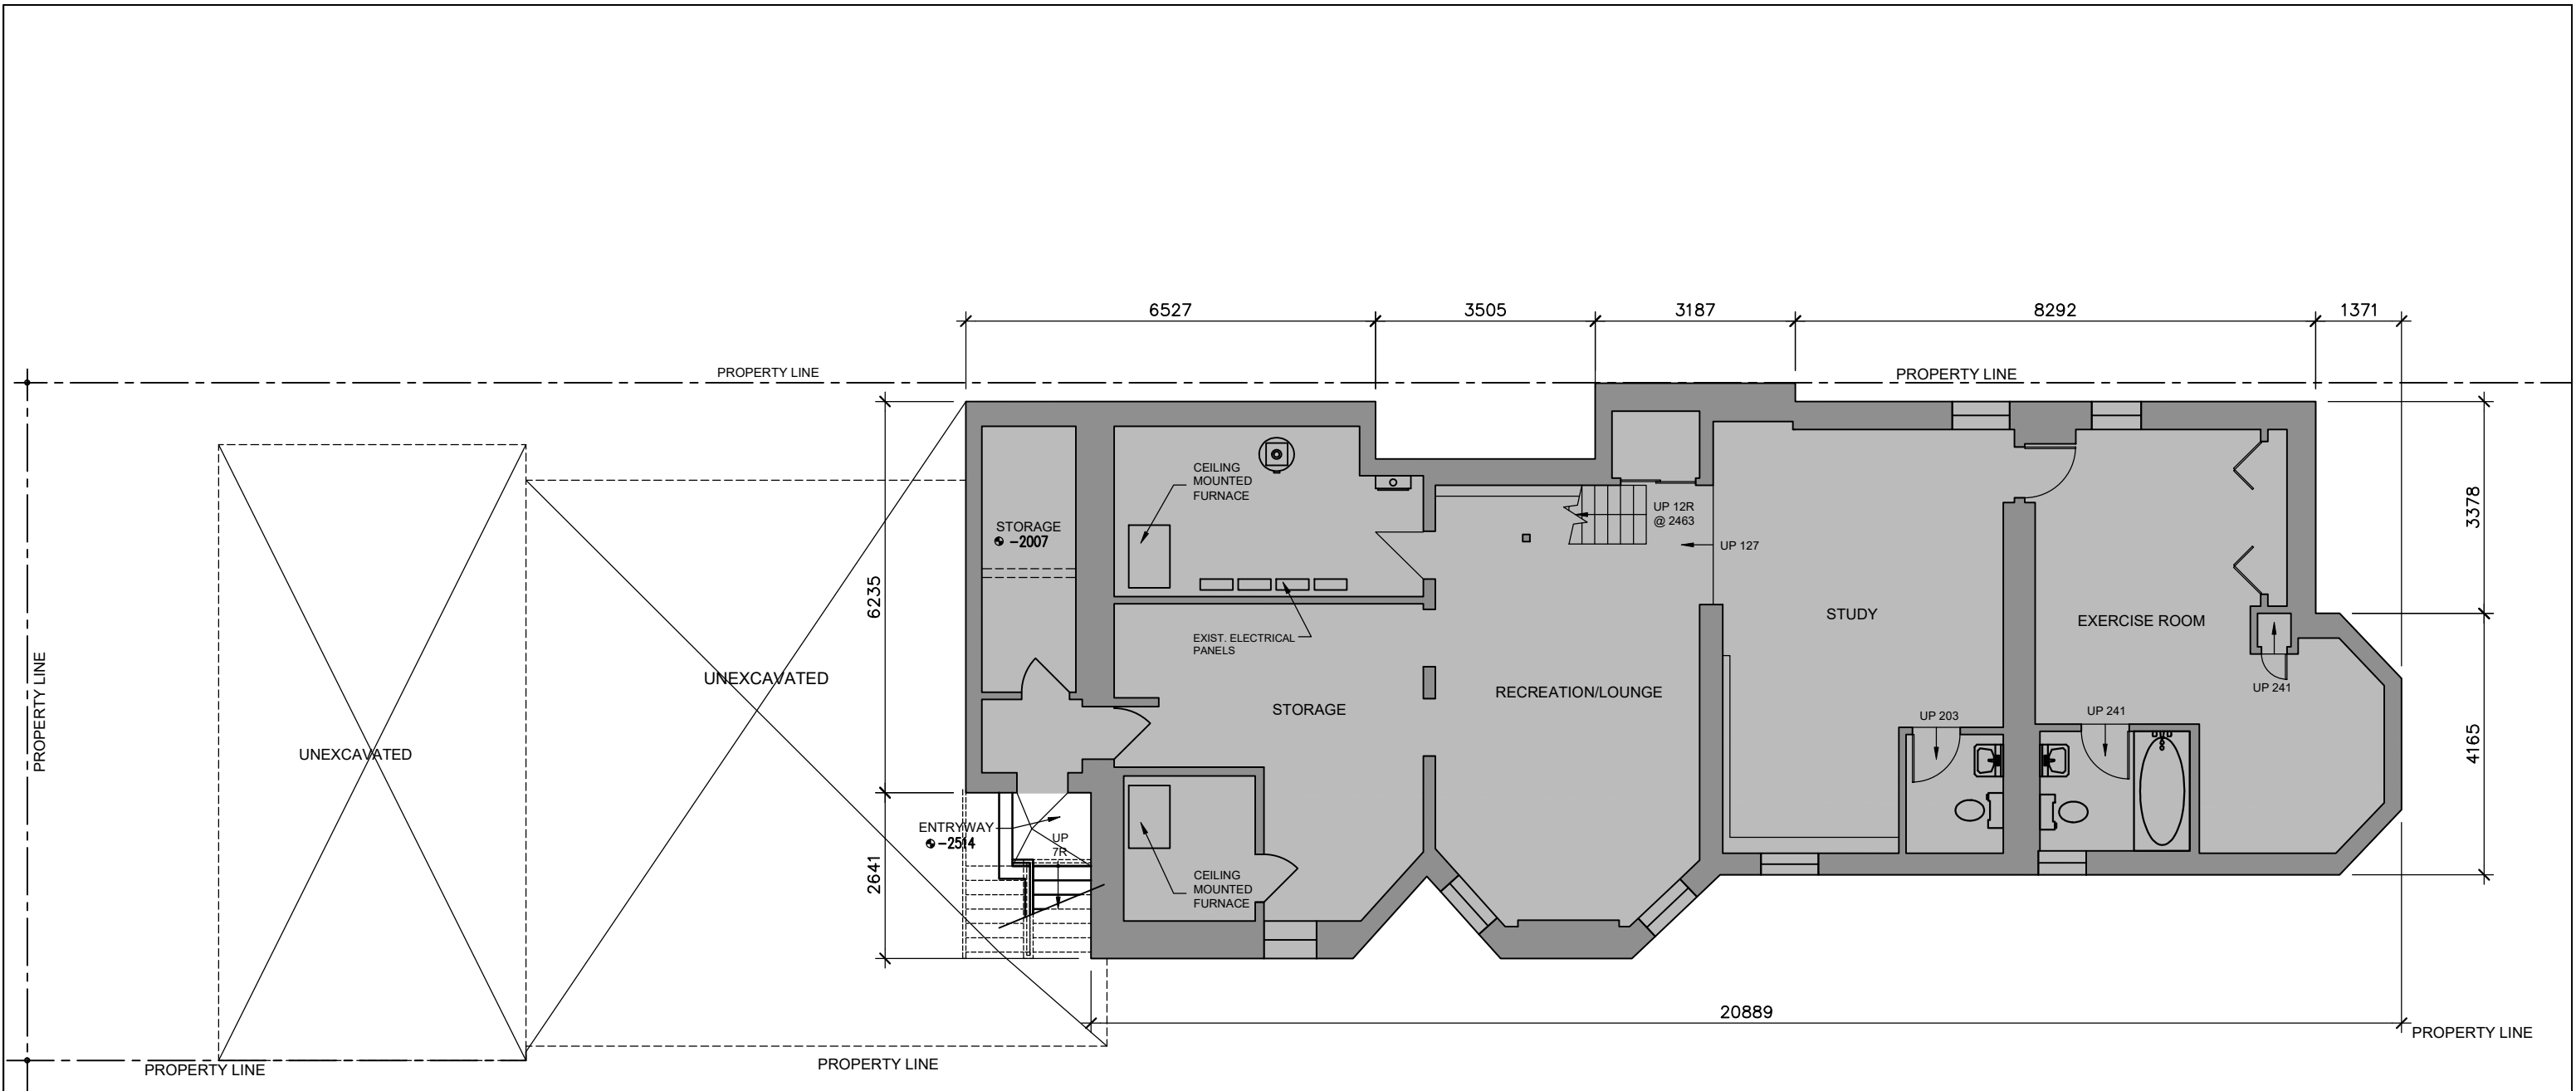 6527
3505
3187
8292
1371
PROPERTY LINE
PROPERTY LINE
CEILING
MOUNTED
FURNACE
UP 12R
@ 2463
STORAGE
-2007
UP 127
3378
6235
STUDY
EXERCISE ROOM
EXIST. ELECTRICAL
PANELS
PROPERTY LINE
UNEXCAVATED
RECREATION/LOUNGE
UP 241
STORAGE
UP 203
UP 241
UNEXCAVATED
4165
ENTRYWAY
-2514
UP
7R
2641
CEILING
MOUNTED
FURNACE
20889
PROPERTY LINE
PROPERTY LINE
PROPERTY LINE